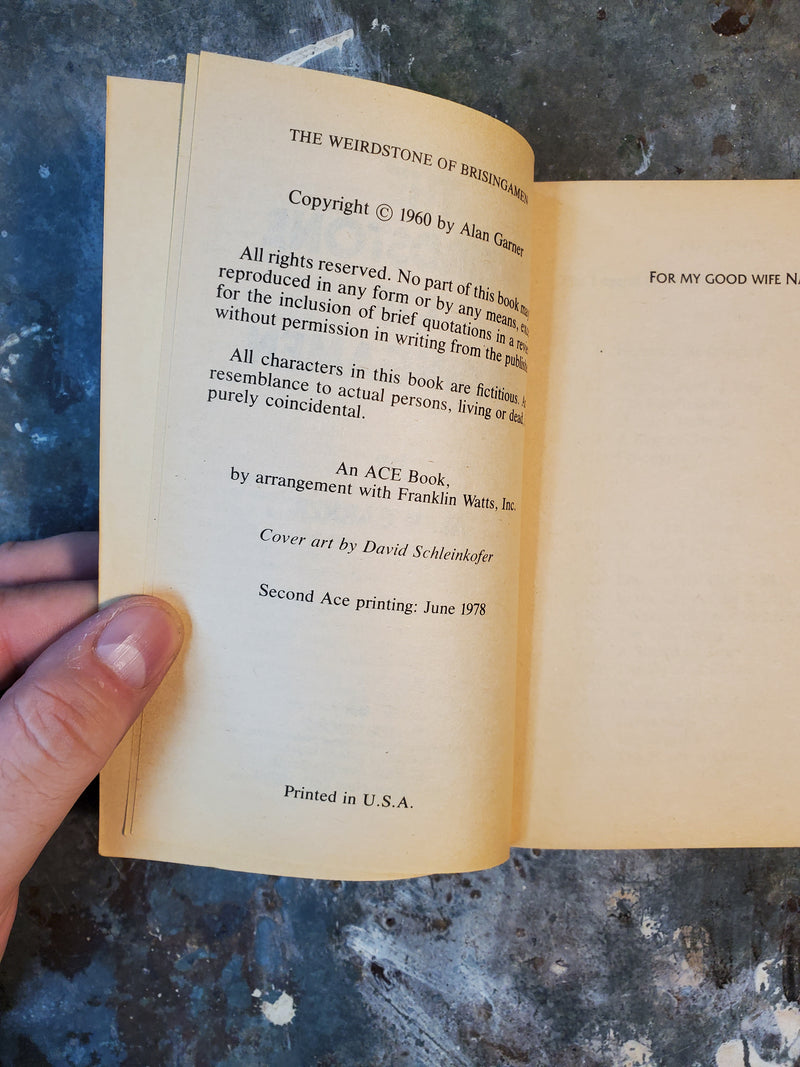 THE WEIRDSTONE OF BRISINGAMEN
Copyright © 1960 by Alan Garner
All rights reserved. No part of this book
reproduced in any form or by any means,
for the inclusion of brief quotations in a
without permission in writing from the
All characters in this book are fictitious.
resemblance to actual persons, living or dead,
purely coincidental.
An ACE Book,
by arrangement with Franklin Watts, Inc.
Cover art by David Schleinkofer
Second Ace printing: June 1978
Printed in U.S.A.
FOR MY GOOD WIFE